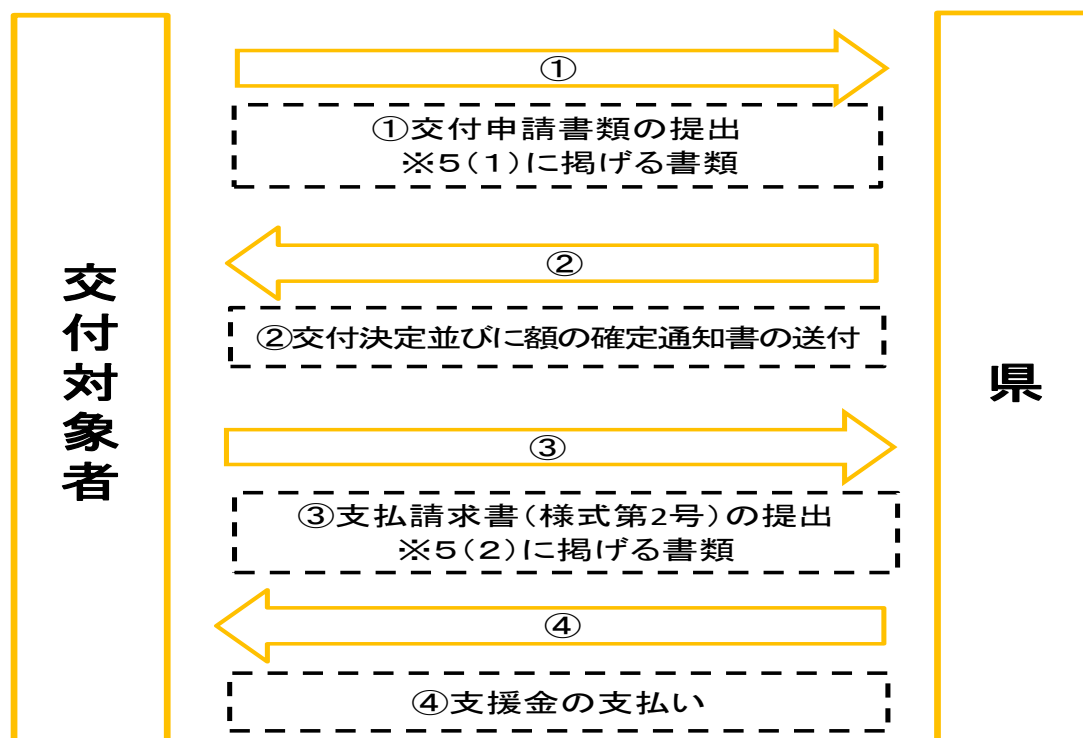 交付対象者
①
①交付申請書類の提出
※5(1)に掲げる書類
②
②交付決定並びに額の確定通知書の送付
③
③支払請求書(様式第2号)の提出
※5(2)に掲げる書類
④
④支援金の支払い
県